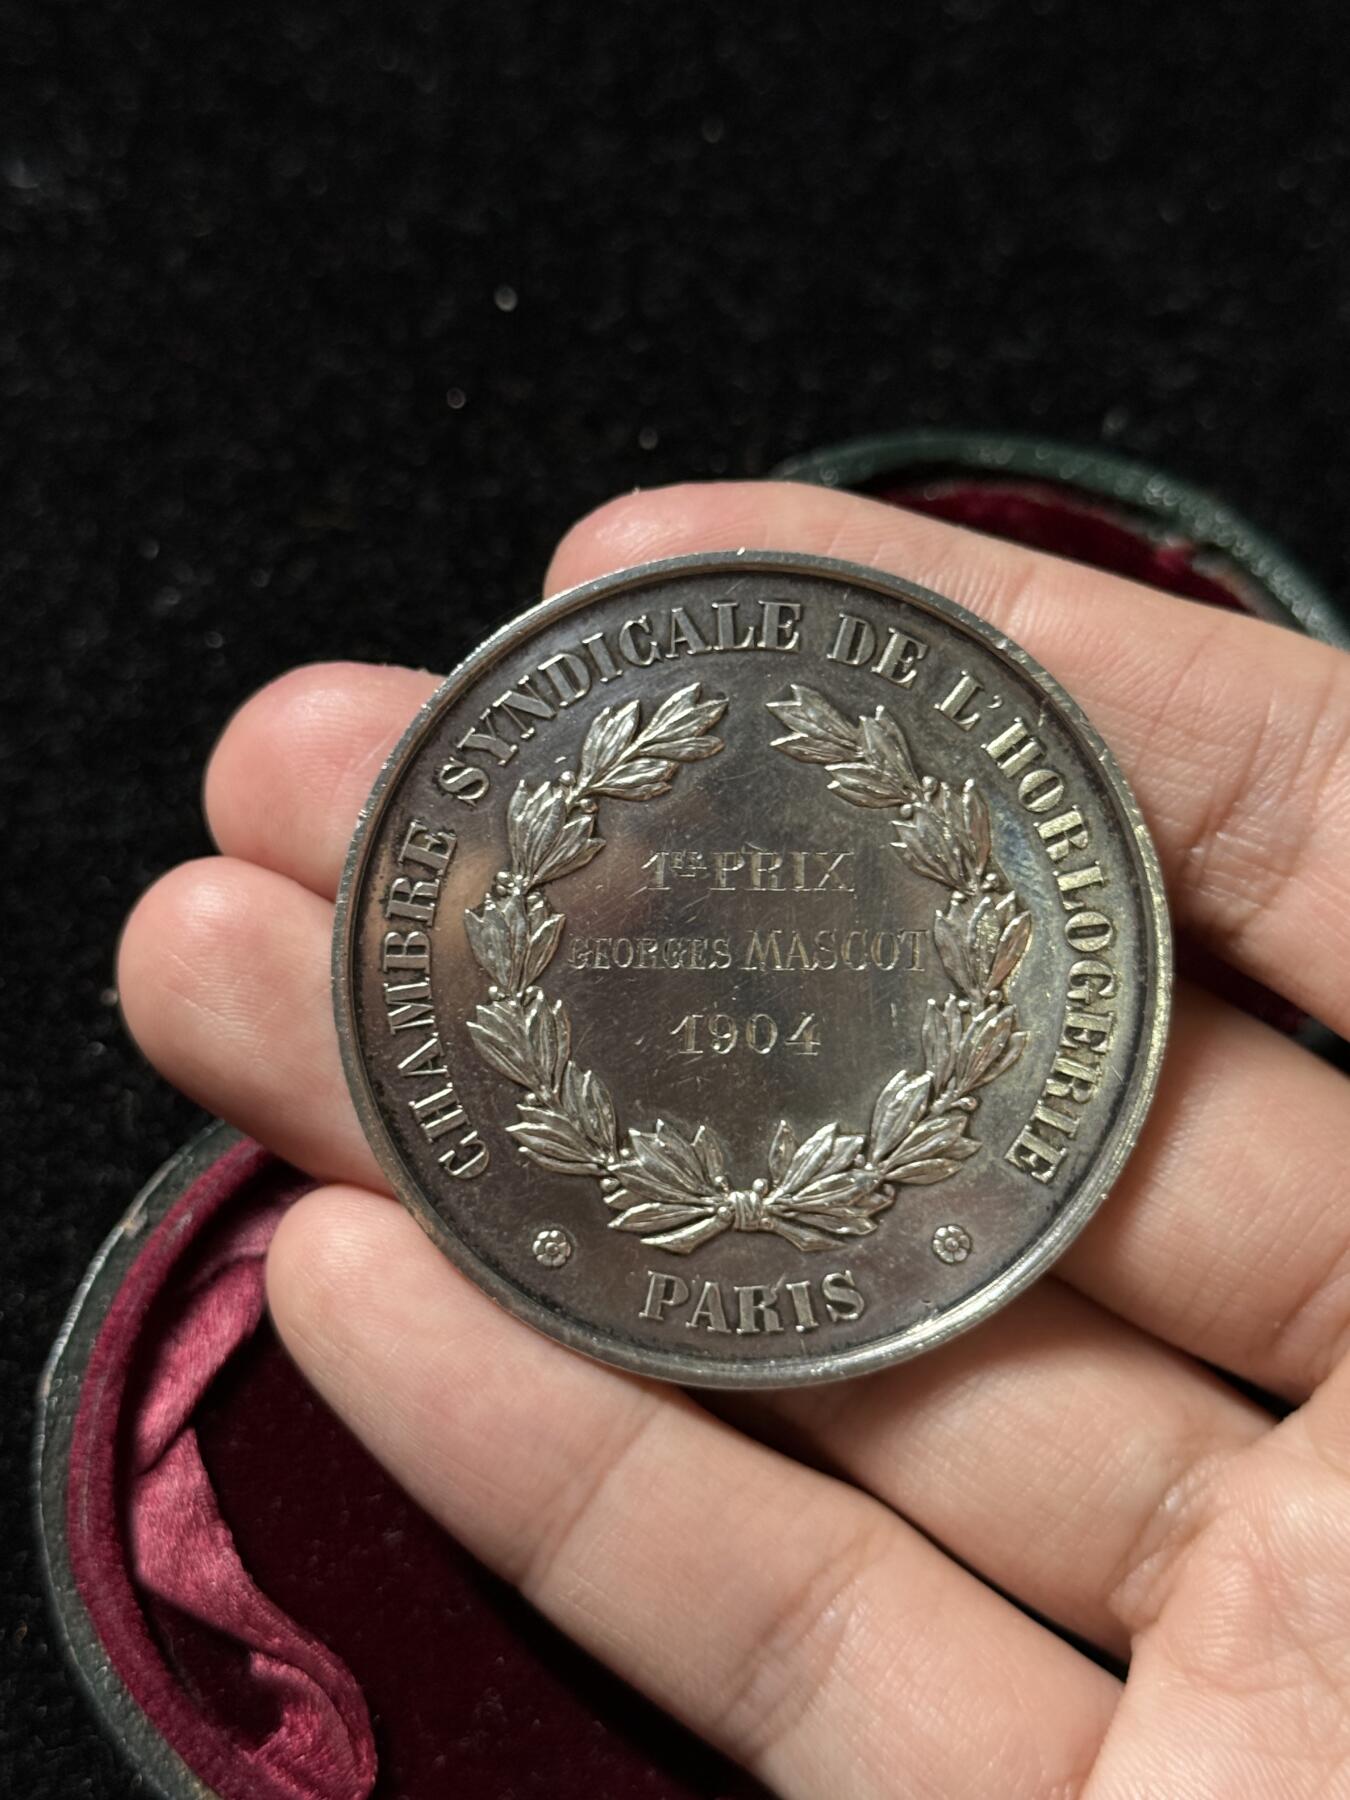 CHAMBRE SYNDICALE DE L'HORLOGERIE
1ER PRIX
GEORGES MASCOT
1904
PARIS